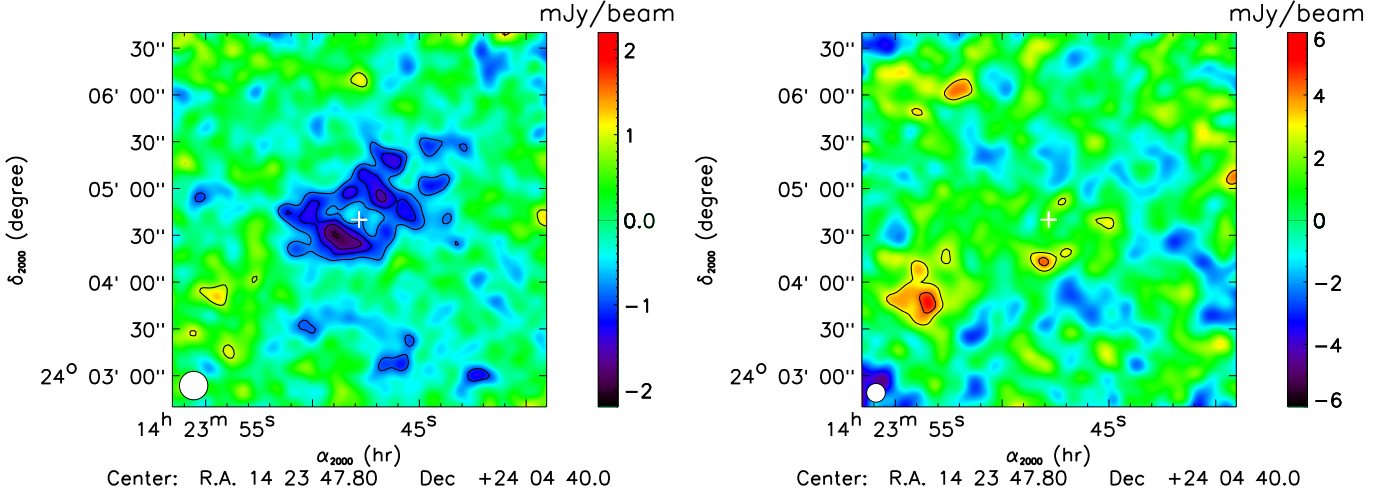 mJy/beam
30''
06' 00''
30''
05' 00''
30''
04' 00''
30''
24° 03' 00''
δ2000 (degree)
2
1
0.0
−1
−2
14h 23m 55s 45s
α2000 (hr)
Center: R.A. 14 23 47.80 Dec +24 04 40.0
mJy/beam
30''
06' 00''
30''
05' 00''
30''
04' 00''
30''
24° 03' 00''
δ2000 (degree)
6
4
2
0
−2
−4
−6
14h 23m 55s 45s
α2000 (hr)
Center: R.A. 14 23 47.80 Dec +24 04 40.0